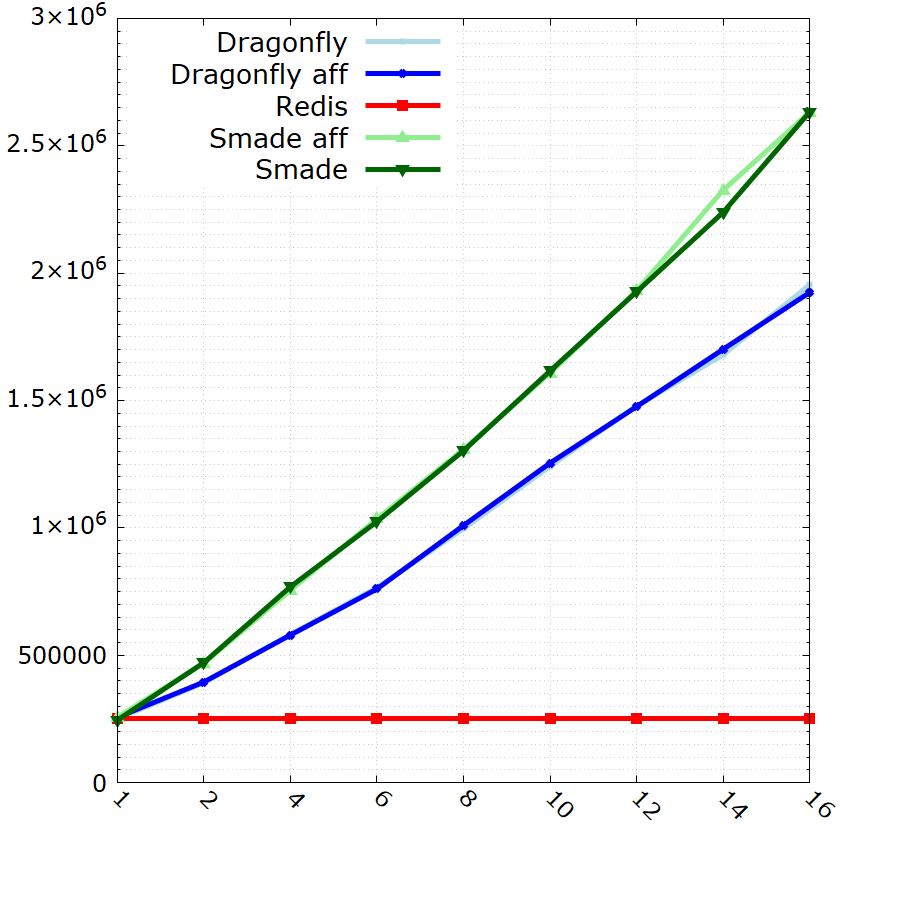 3×10⁶
2.5×10⁶
2×10⁶
1.5×10⁶
1×10⁶
500000
0
Dragonfly
Dragonfly aff
Redis
Smade aff
Smade
1 2 4 6 8 10 12 14 16